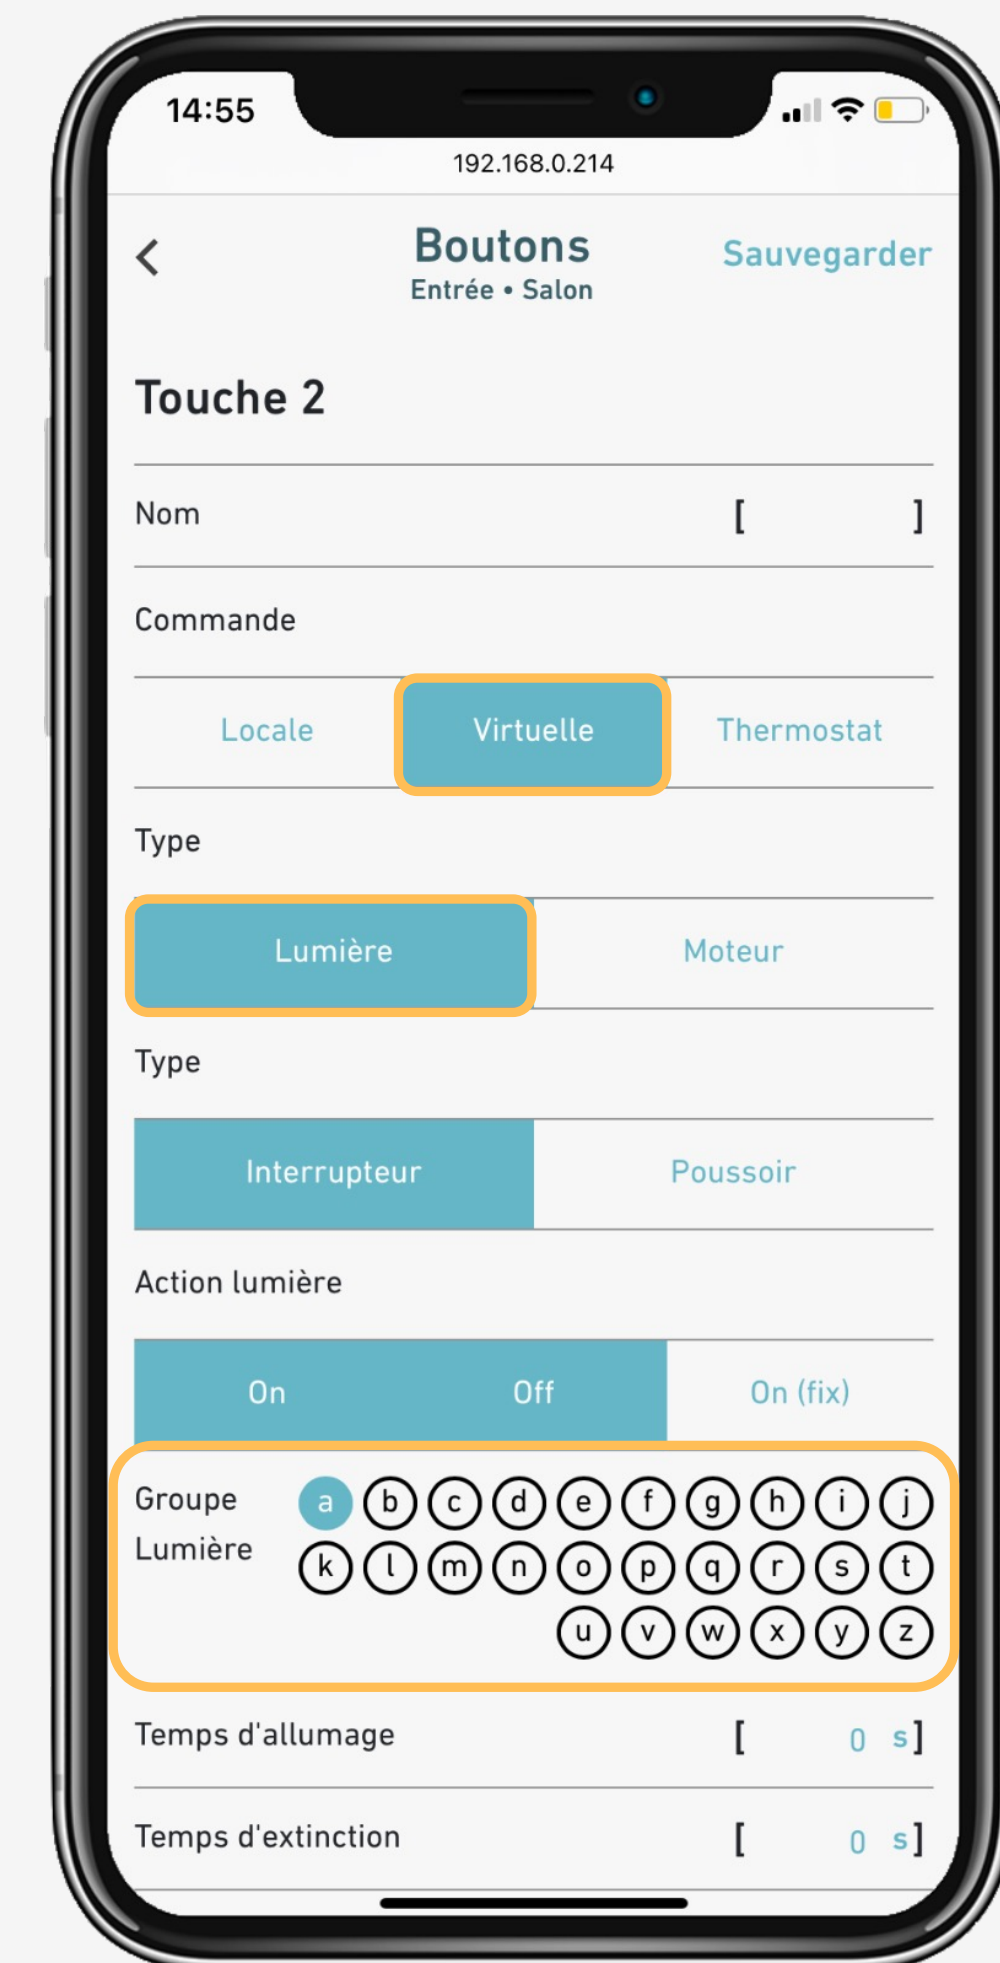 14:55
192.168.0.214
Boutons
Sauvegarder
Entrée • Salon
Touche 2
Nom [ ]
Commande
Locale Virtuelle Thermostat
Type
Lumière Moteur
Type
Interrupteur Poussoir
Action lumière
On Off On (fix)
Groupe a b c d e f g h i j
Lumière k l m n o p q r s t
u v w x y z
Temps d'allumage [ 0 s]
Temps d'extinction [ 0 s]